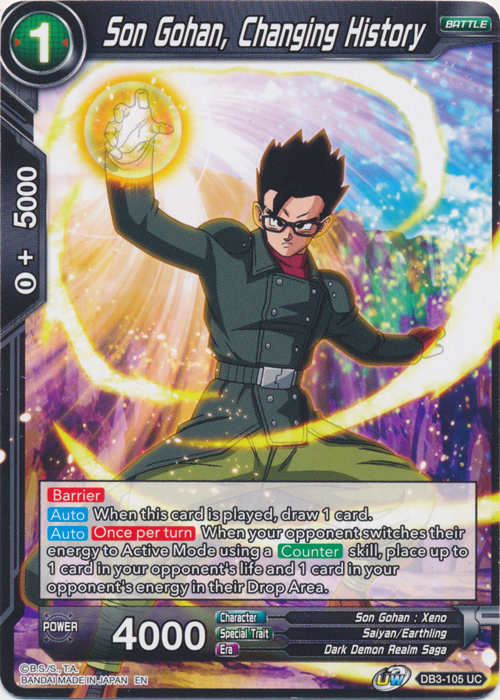 1
Son Gohan, Changing History
BATTLE
0 + 5000
Barrier
Auto When this card is played, draw 1 card.
Auto Once per turn When your opponent switches their
energy to Active Mode using a Counter skill, place up to
1 card in your opponent's life and 1 card in your
opponent's energy in their Drop Area.
POWER
4000
Character Son Gohan : Xeno
Special Trait Saiyan/Earthling
Era Dark Demon Realm Saga
©B.S./S., T.A.
BANDAI MADE IN JAPAN EN
UW
DB3-105 UC